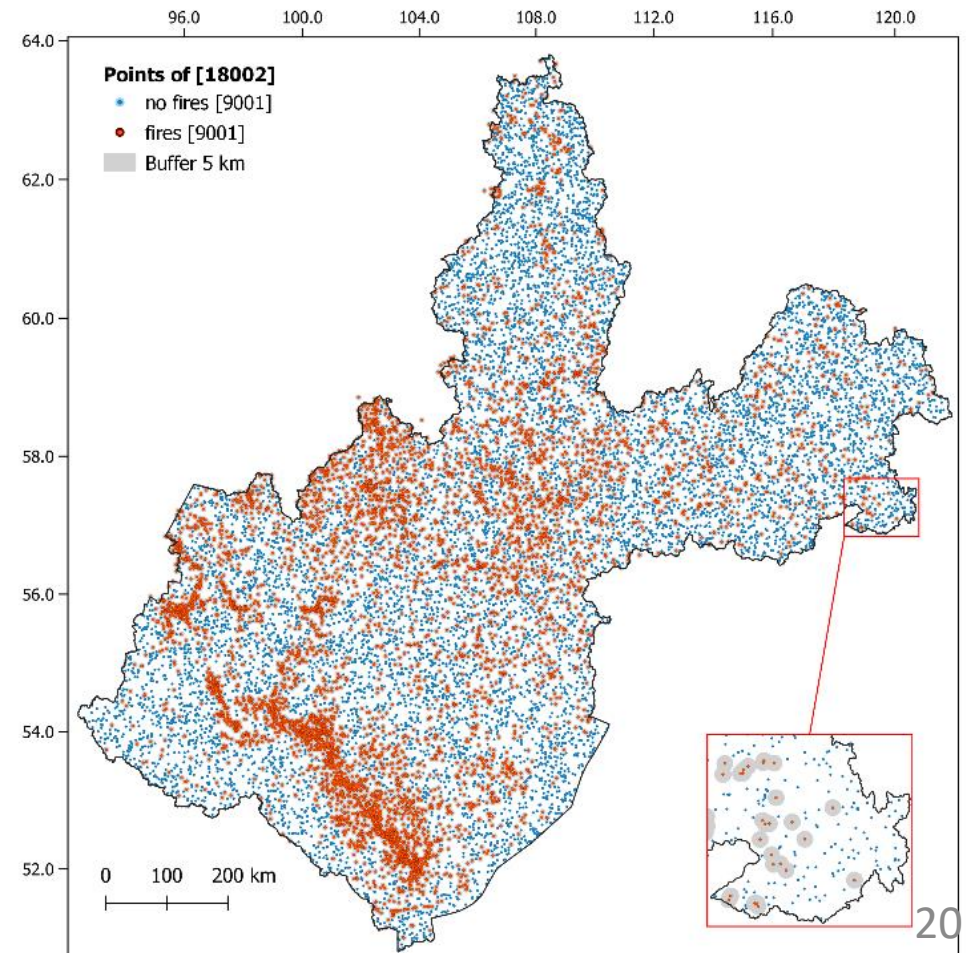 96.0 100.0 104.0 108.0 112.0 116.0 120.0
64.0
Points of [18002]
no fires [9001]
fires [9001]
Buffer 5 km
62.0
60.0
58.0
56.0
54.0
52.0
0 100 200 km
20